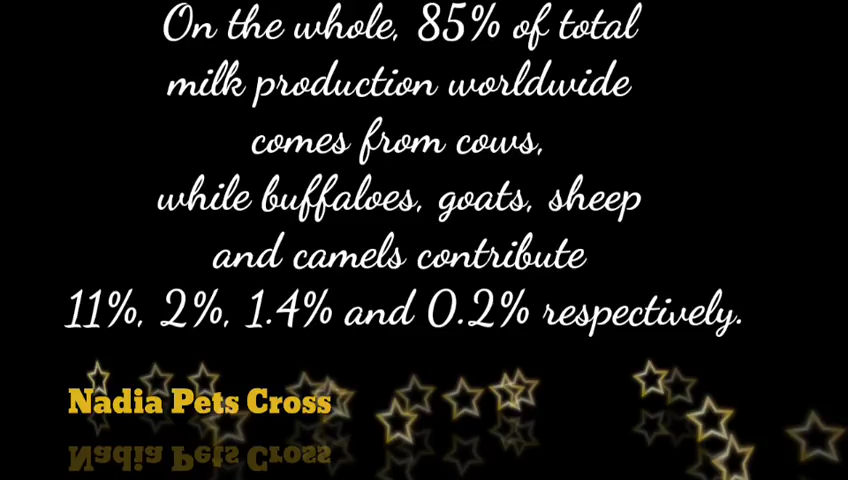 On the whole, 85% of total
milk production worldwide
comes from cows,
while buffaloes, goats, sheep
and camels contribute
11%, 2%, 1.4% and 0.2% respectively.
Nadia Pets Cross